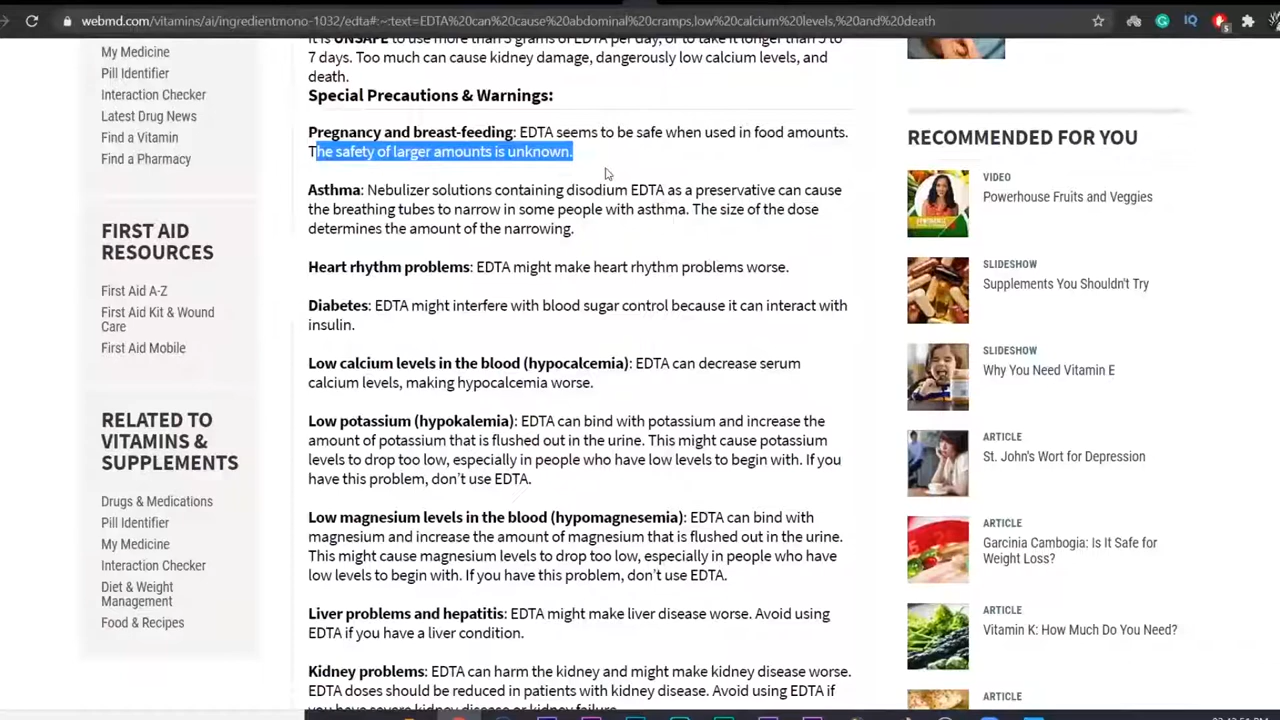 webmd.com/vitamins/ai/ingredientmono-1032/edta#:~:text=EDTA%20can%20cause%20abdominal%20cramps,low%20calcium%20levels,%20and%20death
My Medicine
Pill Identifier
Interaction Checker
Latest Drug News
Find a Vitamin
Find a Pharmacy
FIRST AID
RESOURCES
First Aid A-Z
First Aid Kit & Wound
Care
First Aid Mobile
RELATED TO
VITAMINS &
SUPPLEMENTS
Drugs & Medications
Pill Identifier
My Medicine
Interaction Checker
Diet & Weight
Management
Food & Recipes
It is UNSAFE to use more than 3 grams of EDTA per day, or to take it longer than 5 to
7 days. Too much can cause kidney damage, dangerously low calcium levels, and
death.
Special Precautions & Warnings:
Pregnancy and breast-feeding: EDTA seems to be safe when used in food amounts.
The safety of larger amounts is unknown.
Asthma: Nebulizer solutions containing disodium EDTA as a preservative can cause
the breathing tubes to narrow in some people with asthma. The size of the dose
determines the amount of the narrowing.
Heart rhythm problems: EDTA might make heart rhythm problems worse.
Diabetes: EDTA might interfere with blood sugar control because it can interact with
insulin.
Low calcium levels in the blood (hypocalcemia): EDTA can decrease serum
calcium levels, making hypocalcemia worse.
Low potassium (hypokalemia): EDTA can bind with potassium and increase the
amount of potassium that is flushed out in the urine. This might cause potassium
levels to drop too low, especially in people who have low levels to begin with. If you
have this problem, don't use EDTA.
Low magnesium levels in the blood (hypomagnesemia): EDTA can bind with
magnesium and increase the amount of magnesium that is flushed out in the urine.
This might cause magnesium levels to drop too low, especially in people who have
low levels to begin with. If you have this problem, don't use EDTA.
Liver problems and hepatitis: EDTA might make liver disease worse. Avoid using
EDTA if you have a liver condition.
Kidney problems: EDTA can harm the kidney and might make kidney disease worse.
EDTA doses should be reduced in patients with kidney disease. Avoid using EDTA if
you have severe kidney disease or kidney failure.
RECOMMENDED FOR YOU
VIDEO
Powerhouse Fruits and Veggies
SLIDESHOW
Supplements You Shouldn't Try
SLIDESHOW
Why You Need Vitamin E
ARTICLE
St. John's Wort for Depression
ARTICLE
Garcinia Cambogia: Is It Safe for
Weight Loss?
ARTICLE
Vitamin K: How Much Do You Need?
ARTICLE